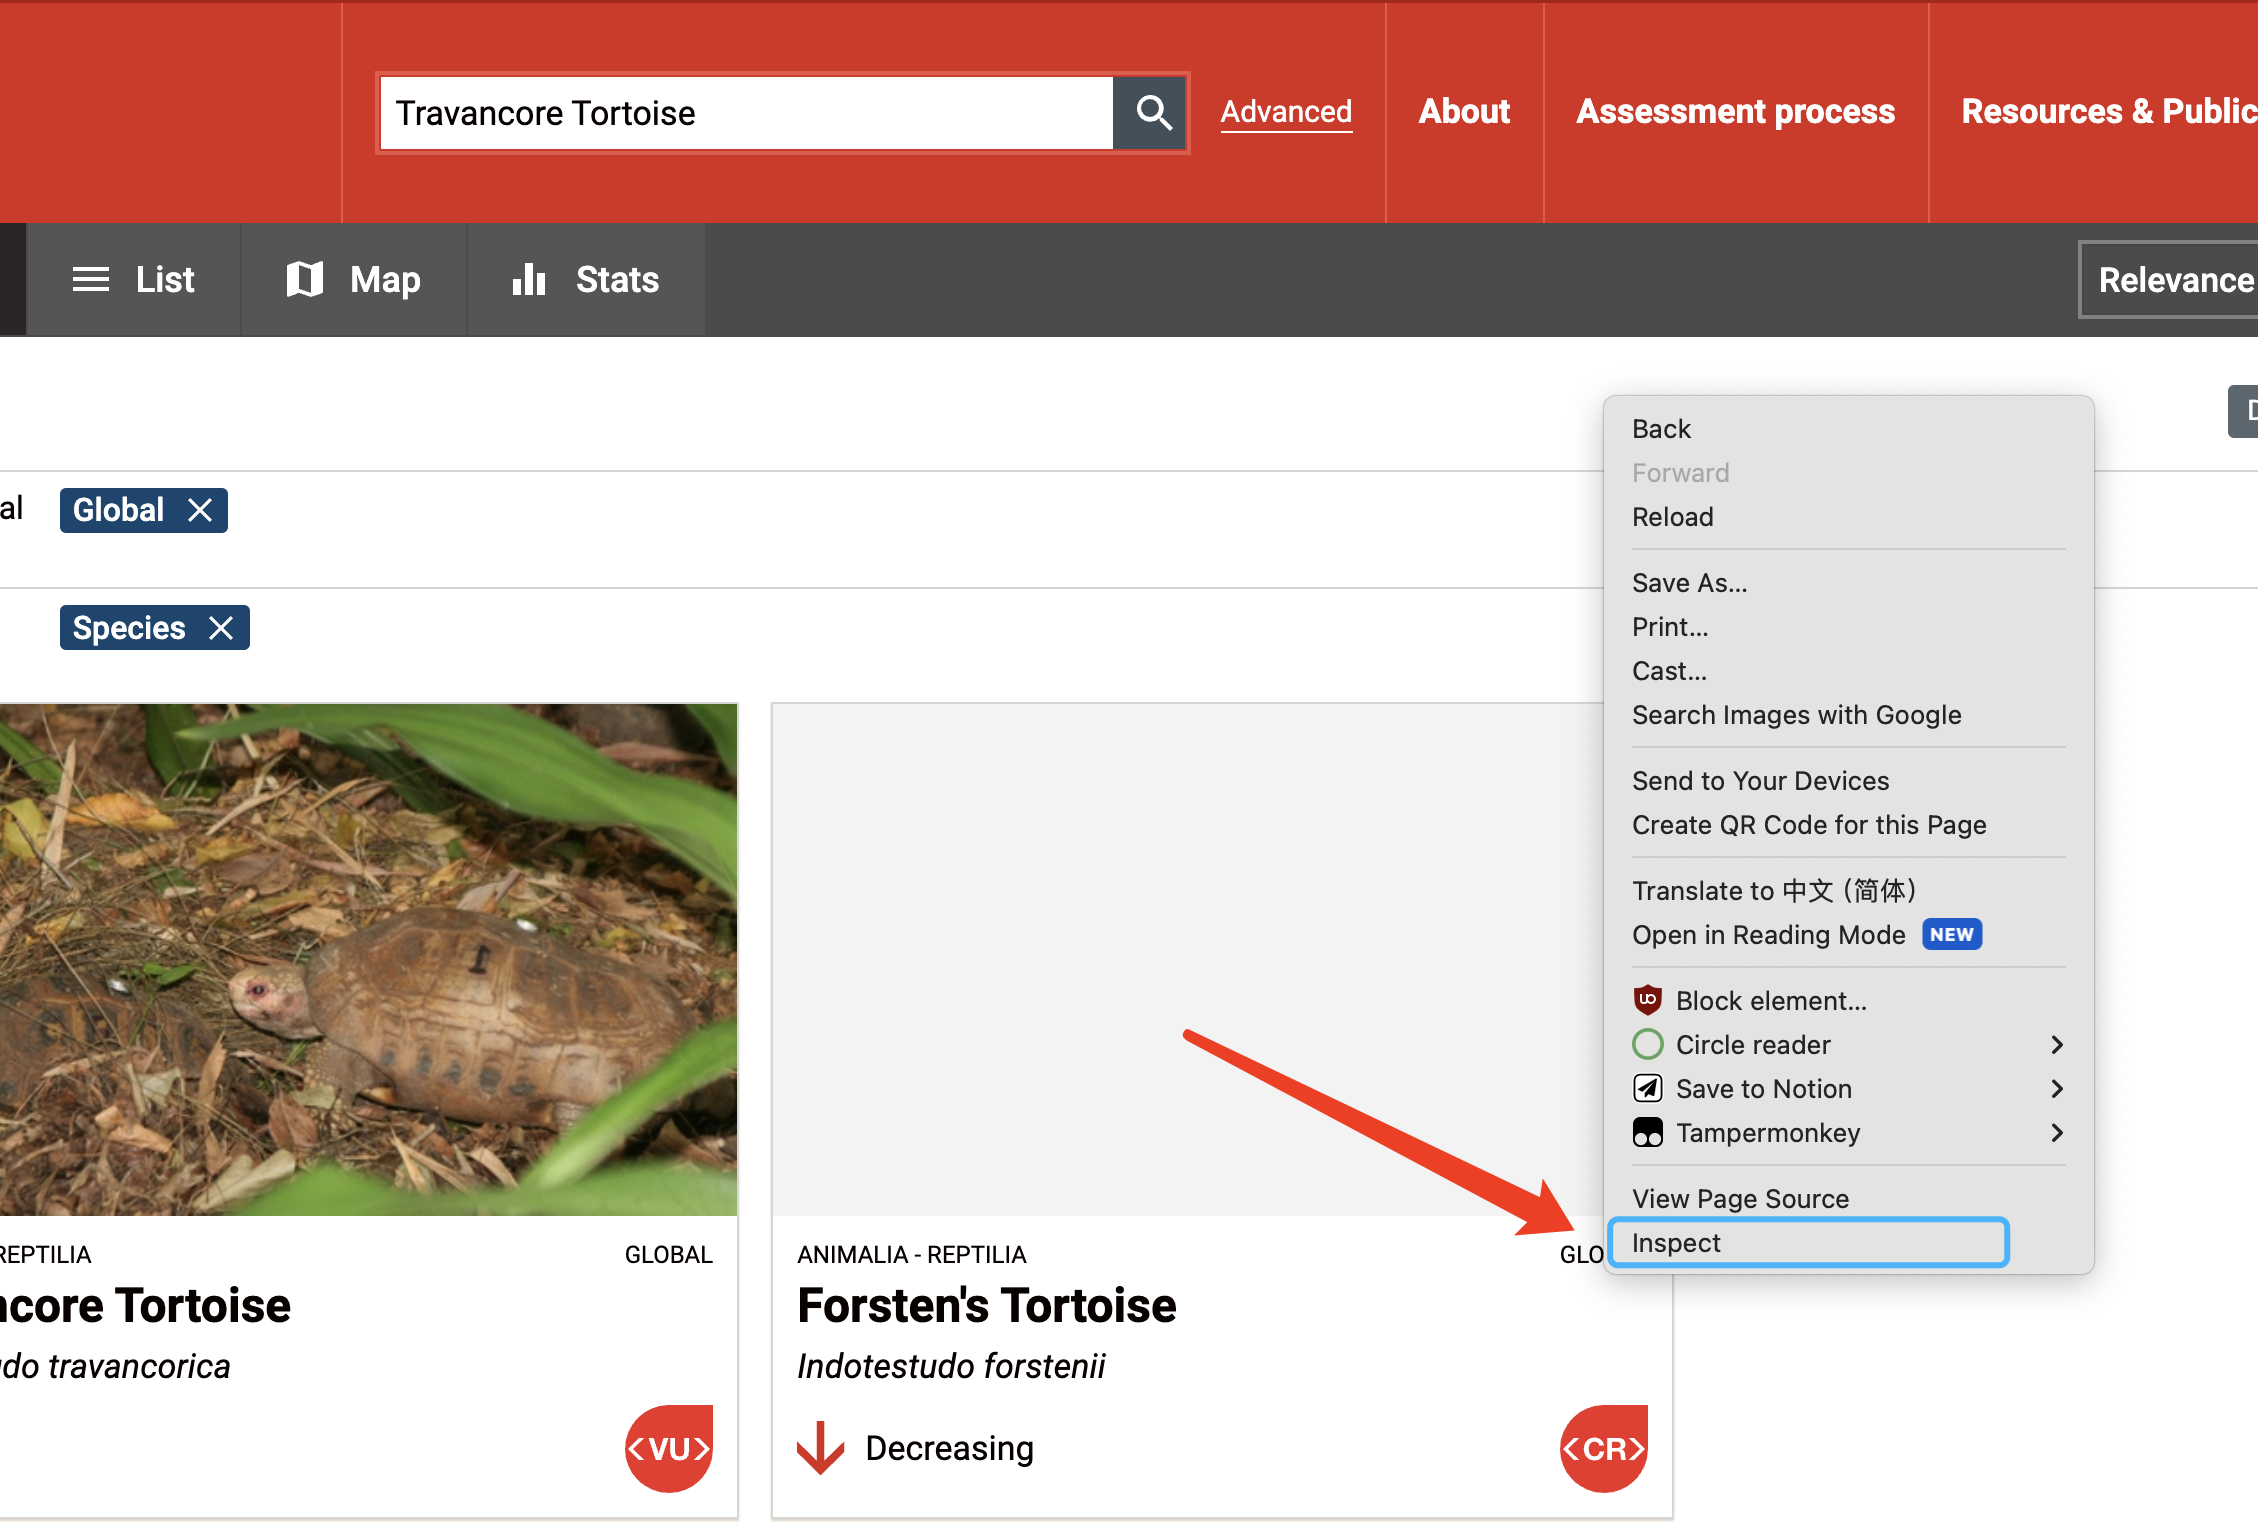 Travancore Tortoise
Advanced
About
Assessment process
Resources & Public
List
Map
Stats
Relevance
al
Global
Species
Back
Forward
Reload
Save As...
Print...
Cast...
Search Images with Google
Send to Your Devices
Create QR Code for this Page
Translate to 中文 (简体)
Open in Reading Mode NEW
Block element...
Circle reader
Save to Notion
Tampermonkey
View Page Source
Inspect
REPTILIA
GLOBAL
ncore Tortoise
do travancorica
<VU>
ANIMALIA - REPTILIA
GLO
Forsten's Tortoise
Indotestudo forstenii
Decreasing
<CR>